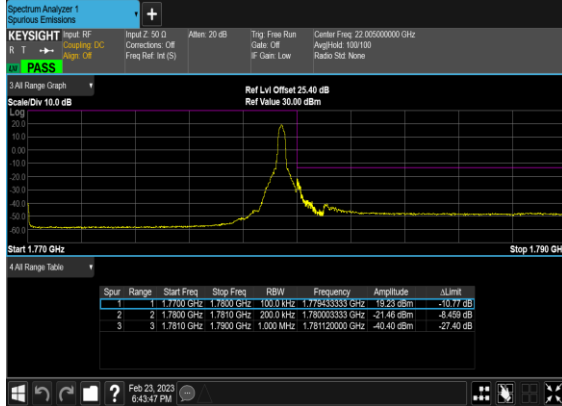 Spectrum Analyzer 1
Spurious Emissions
+
KEYSIGHT Input: RF Input Z: 50 Ω Atten: 20 dB Trig: Free Run Center Freq: 22.005000000 GHz
R T Coupling: DC Corrections: Off Gate: Off Avg|Hold: 100/100
Align: Off Freq Ref: Int (S) IF Gain: Low Radio Std: None
PASS
3 All Range Graph
Ref Lvl Offset 25.40 dB
Scale/Div 10.0 dB Ref Value 30.00 dBm
Log
20.0
10.0
0.00
-10.0
-20.0
-30.0
-40.0
-50.0
-60.0
Start 1.770 GHz Stop 1.790 GH
4 All Range Table
Spur Range Start Freq Stop Freq RBW Frequency Amplitude ΔLimit
1 1 1.7700 GHz 1.7800 GHz 100.0 kHz 1.779433333 GHz 19.23 dBm -10.77 dB
2 2 1.7800 GHz 1.7810 GHz 200.0 kHz 1.780003333 GHz -21.46 dBm -8.459 dB
3 3 1.7810 GHz 1.7900 GHz 1.000 MHz 1.781120000 GHz -40.40 dBm -27.40 dB
? Feb 23, 2023
6:43:47 PM